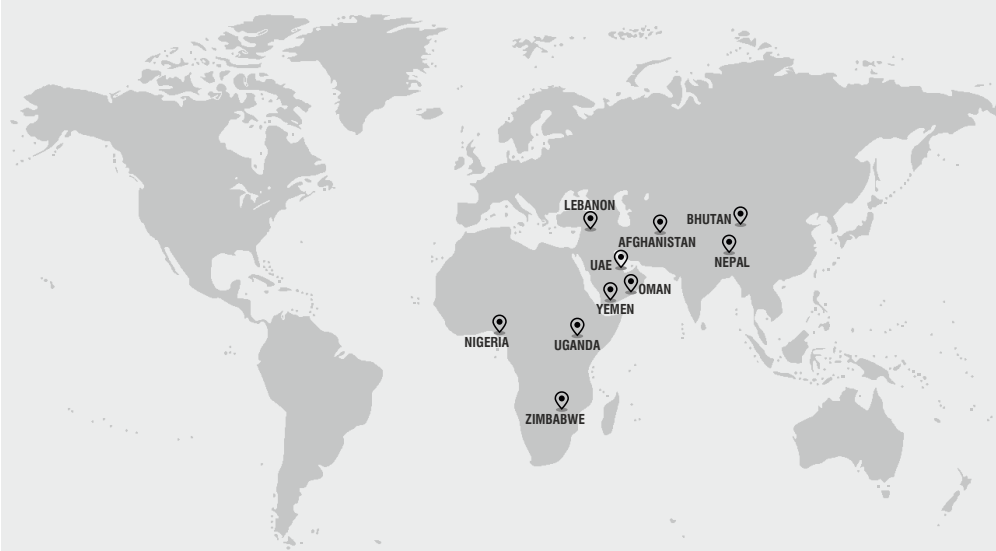 LEBANON
BHUTAN
AFGHANISTAN
NEPAL
UAE
OMAN
YEMEN
NIGERIA
UGANDA
ZIMBABWE